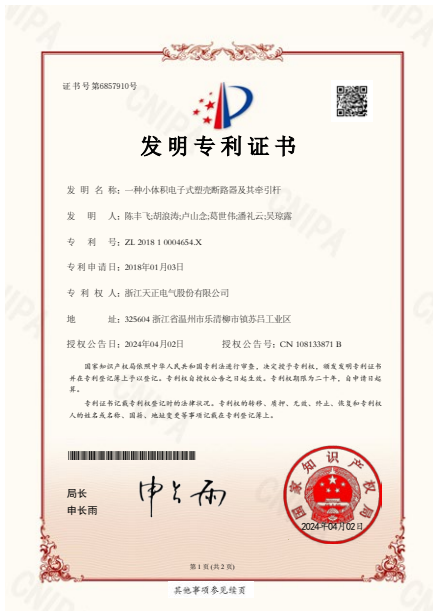 证书号第6857910号
发明专利证书
发 明 名 称：一种小体积电子式塑壳断路器及其牵引杆
发 明 人：陈丰飞;胡浪涛;卢山念;葛世伟;潘礼云;吴琼露
专 利 号：ZL 2018 1 0004654.X
专利申请日：2018年01月03日
专 利 权 人：浙江天正电气股份有限公司
地 址：325604 浙江省温州市乐清柳市镇苏吕工业区
授权公告日：2024年04月02日 授权公告号：CN 108133871 B
国家知识产权局依照中华人民共和国专利法进行审查，决定授予专利权，颁发发明专利证书
并在专利登记簿上予以登记。专利权自授权公告之日起生效。专利权期限为二十年，自申请日起
算。
专利证书记载专利权登记时的法律状况。专利权的转移、质押、无效、终止、恢复和专利权
人的姓名或名称、国籍、地址变更等事项记载在专利登记簿上。
局长
申长雨
申长雨
国家知识产权局
2024年04月02日
第 1 页 (共 2 页)
其他事项参见续页
CNIPA